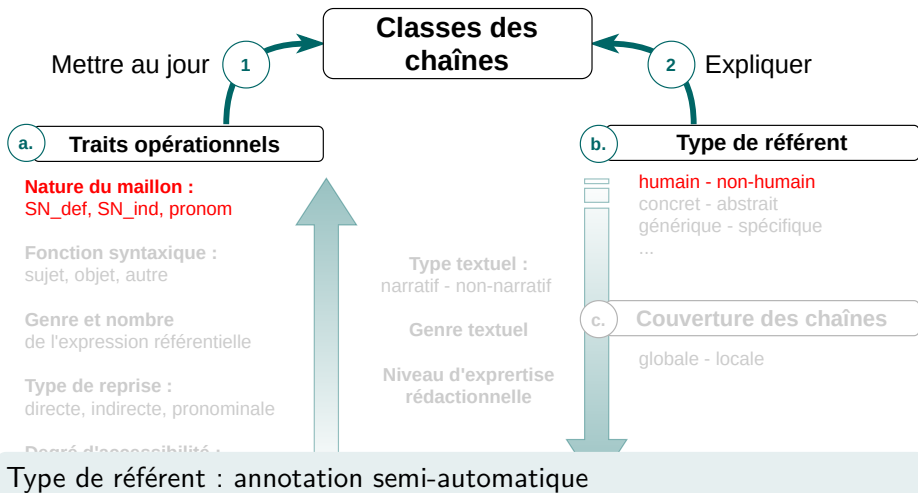 Classes des
chaînes
Mettre au jour
1
2
Expliquer
a.
Traits opérationnels
b.
Type de référent
Nature du maillon :
SN_def, SN_ind, pronom
humain - non-humain
concret - abstrait
générique - spécifique
...
Fonction syntaxique :
sujet, objet, autre
Type textuel :
narratif - non-narratif
Genre et nombre
de l'expression référentielle
Genre textuel
c.
Couverture des chaînes
globale - locale
Niveau d'exprertise
rédactionnelle
Type de reprise :
directe, indirecte, pronominale
Degré d'accessibilité :
Type de référent : annotation semi-automatique